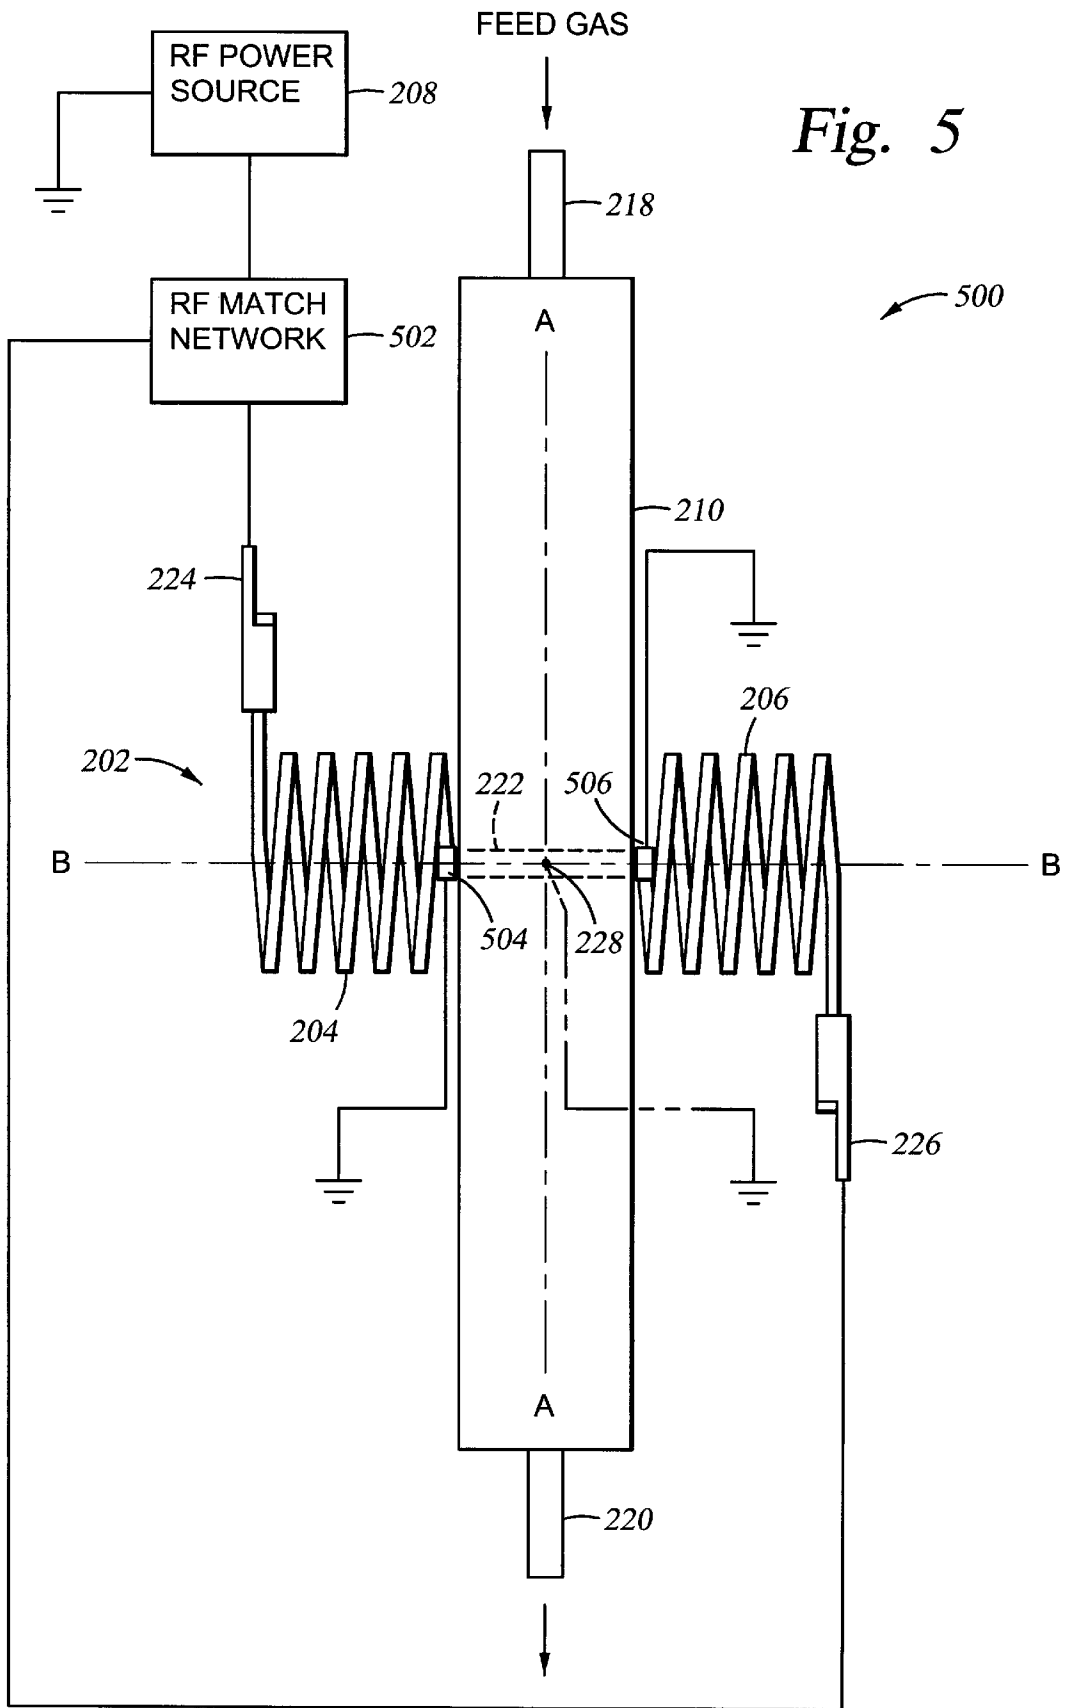 FEED GAS
RF POWER
SOURCE
208
Fig. 5
218
RF MATCH
NETWORK
502
500
A
210
224
206
202
222
506
B
B
504
228
204
226
A
220